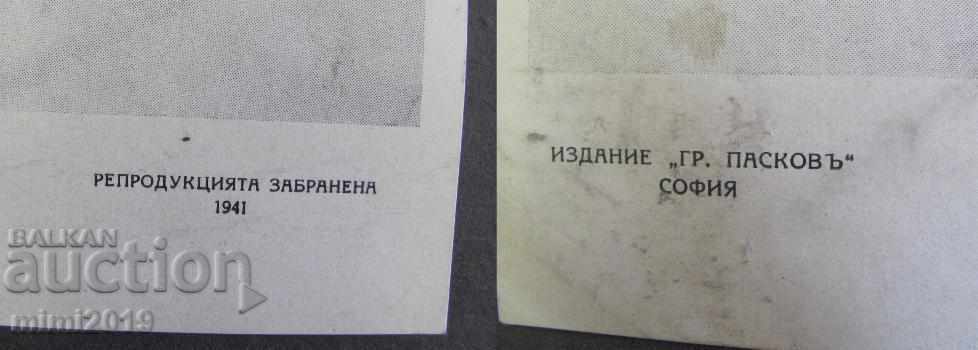 РЕПРОДУКЦИЯТА ЗАБРАНЕНА
1941
ИЗДАНИЕ „ГР. ПАСКОВЪ“
СОФИЯ
BALKAN
auction
mimi2019